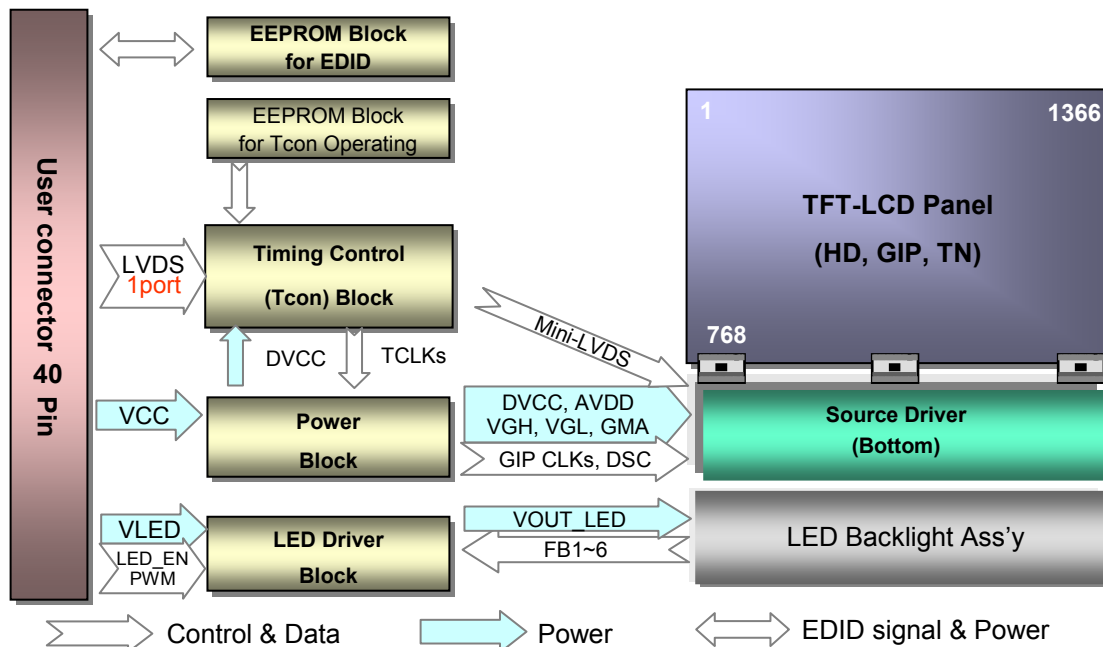 User connector 40 Pin
EEPROM Block
for EDID
EEPROM Block
for Tcon Operating
LVDS
1port
Timing Control
(Tcon) Block
DVCC
TCLKs
Mini-LVDS
VCC
Power
Block
DVCC, AVDD
VGH, VGL, GMA
GIP CLKs, DSC
VLED
LED_EN
PWM
LED Driver
Block
VOUT_LED
FB1~6
1
1366
TFT-LCD Panel
(HD, GIP, TN)
768
Source Driver
(Bottom)
LED Backlight Ass'y
Control & Data
Power
EDID signal & Power